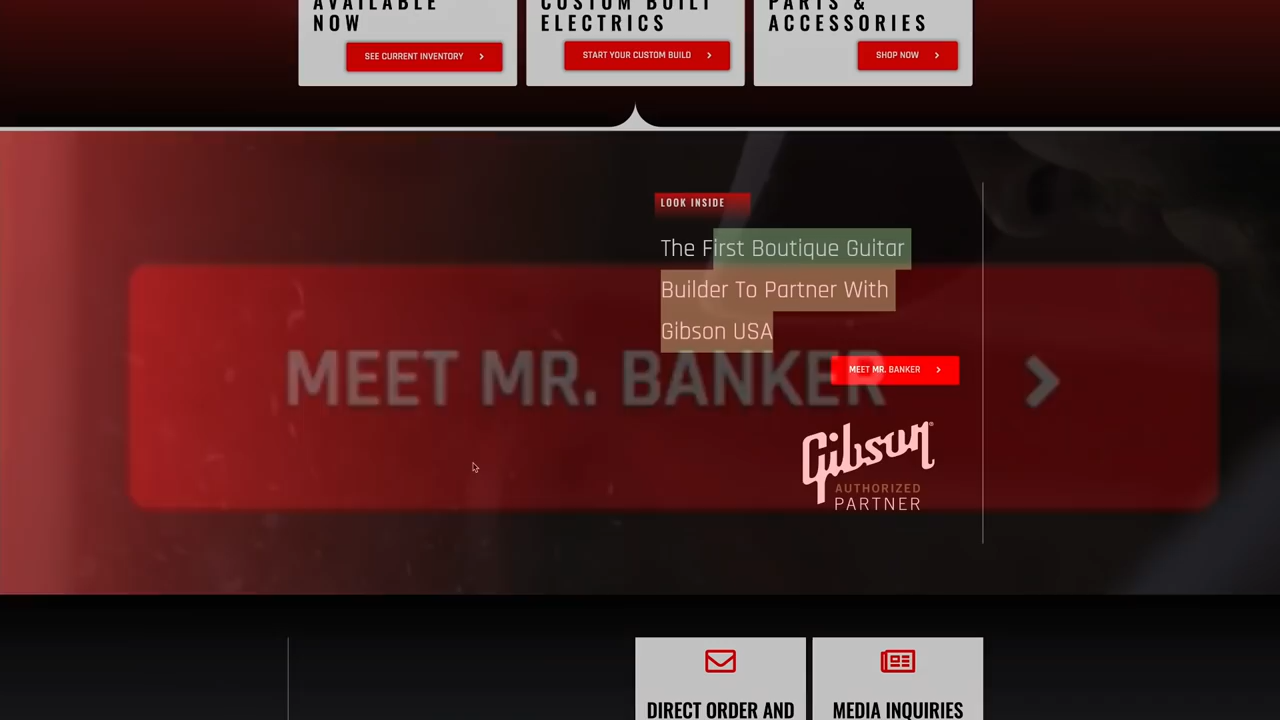 AVAILABLE
NOW
SEE CURRENT INVENTORY
CUSTOM BUILT
ELECTRICS
START YOUR CUSTOM BUILD
PARTS &
ACCESSORIES
SHOP NOW
LOOK INSIDE
The First Boutique Guitar
Builder To Partner With
Gibson USA
MEET MR. BANKER
MEET MR. BANKER
Gibson
AUTHORIZED
PARTNER
DIRECT ORDER AND
MEDIA INQUIRIES